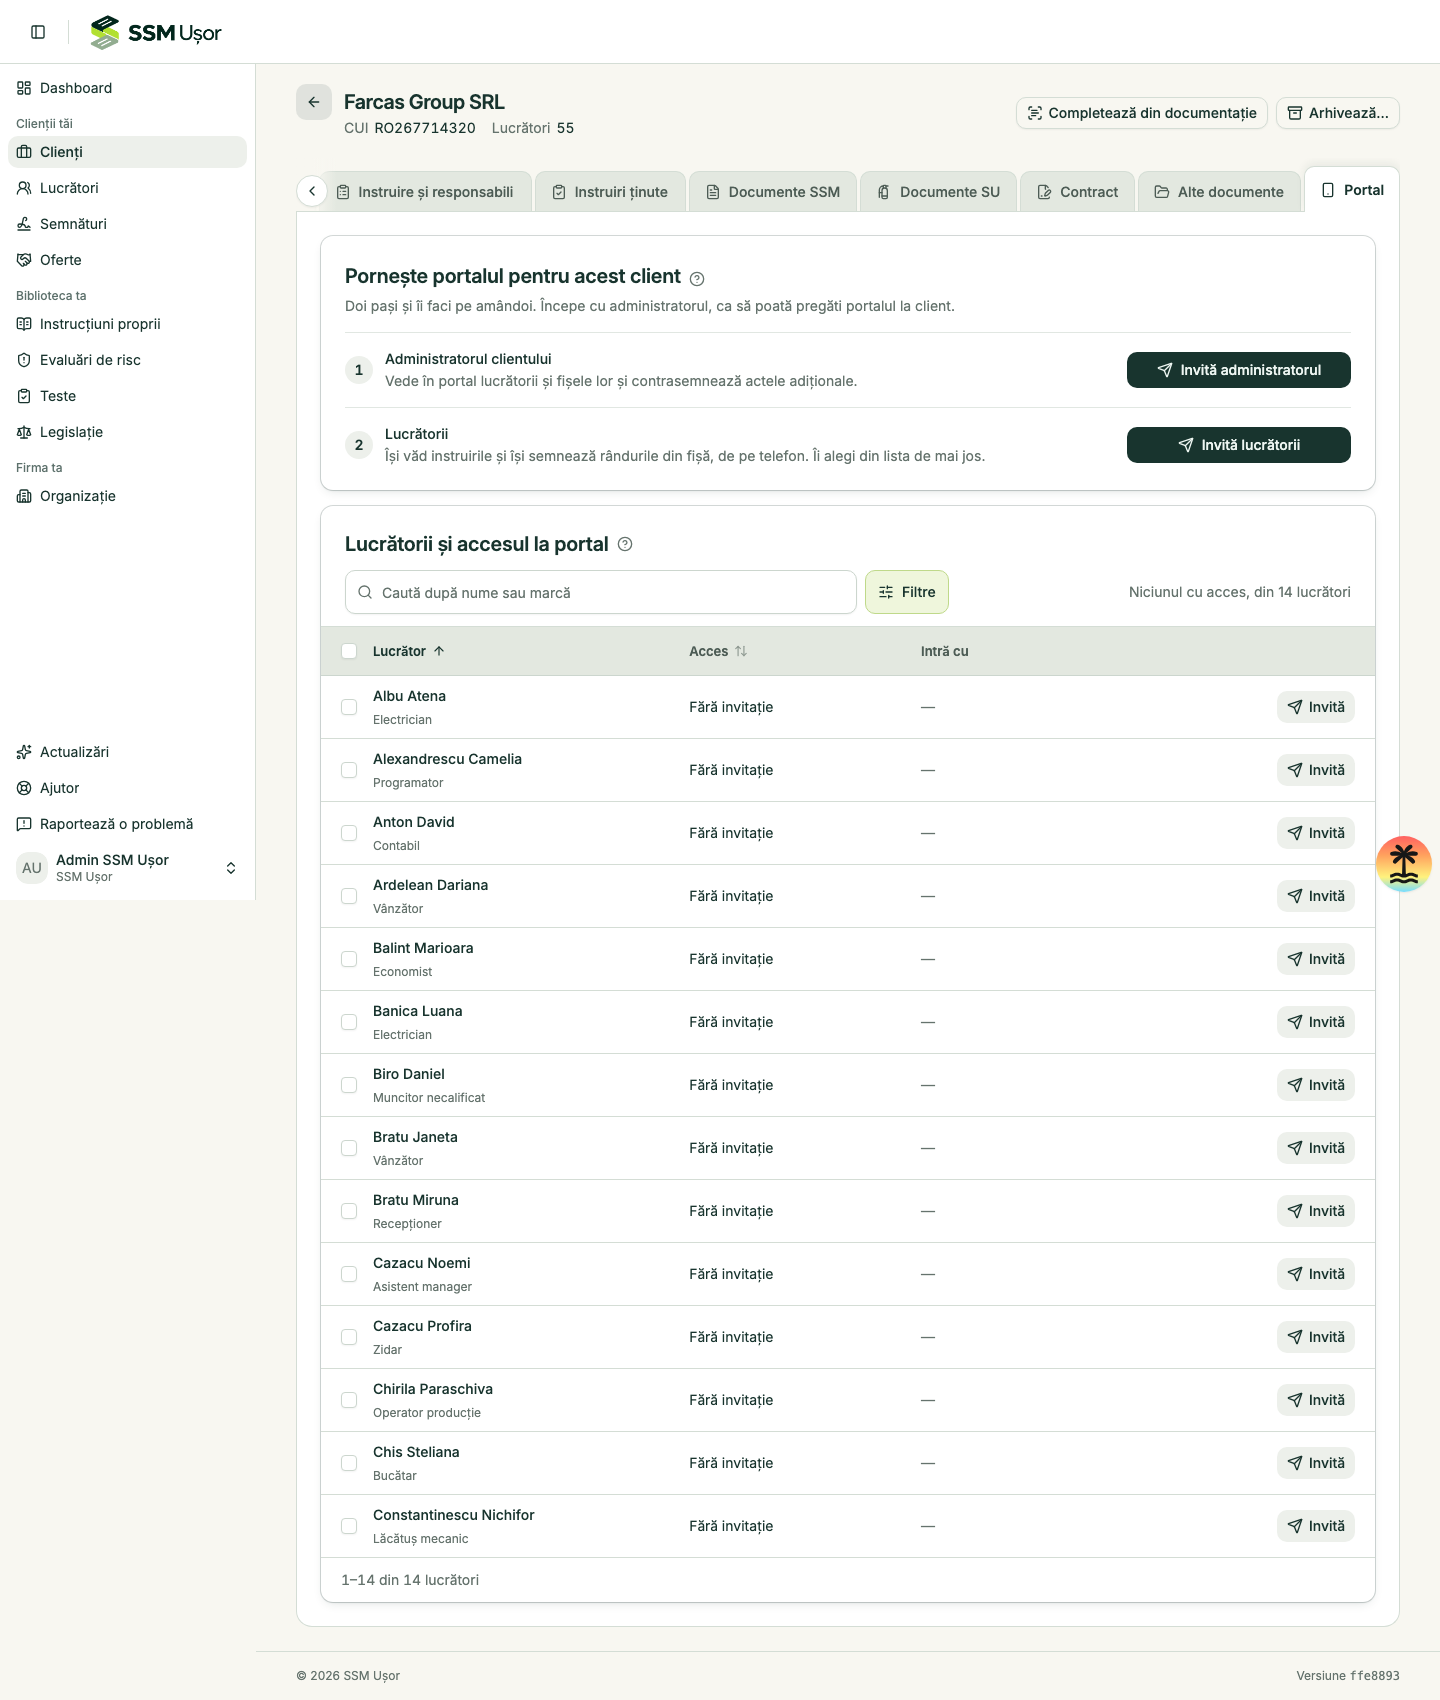 SSM Ușor
Dashboard
Clienții tăi
Clienți
Lucrători
Semnături
Oferte
Biblioteca ta
Instrucțiuni proprii
Evaluări de risc
Teste
Legislație
Firma ta
Organizație
Actualizări
Ajutor
Raportează o problemă
AU
Admin SSM Ușor
SSM Ușor
Farcas Group SRL
CUI RO267714320 Lucrători 55
Completează din documentație
Arhivează...
Instruire și responsabili
Instruiri ținute
Documente SSM
Documente SU
Contract
Alte documente
Portal
Pornește portalul pentru acest client
Doi pași și îi faci pe amândoi. Începe cu administratorul, ca să poată pregăti portalul la client.
1
Administratorul clientului
Vede în portal lucrătorii și fișele lor și contrasemnează actele adiționale.
Invită administratorul
2
Lucrătorii
Își văd instruirile și își semnează rândurile din fișă, de pe telefon. Îi alegi din lista de mai jos.
Invită lucrătorii
Lucrătorii și accesul la portal
Caută după nume sau marcă
Filtre
Niciunul cu acces, din 14 lucrători
Lucrător Acces Intră cu
Albu Atena
Electrician
Fără invitație — Invită
Alexandrescu Camelia
Programator
Fără invitație — Invită
Anton David
Contabil
Fără invitație — Invită
Ardelean Dariana
Vânzător
Fără invitație — Invită
Balint Marioara
Economist
Fără invitație — Invită
Banica Luana
Electrician
Fără invitație — Invită
Biro Daniel
Muncitor necalificat
Fără invitație — Invită
Bratu Janeta
Vânzător
Fără invitație — Invită
Bratu Miruna
Recepționer
Fără invitație — Invită
Cazacu Noemi
Asistent manager
Fără invitație — Invită
Cazacu Profira
Zidar
Fără invitație — Invită
Chirila Paraschiva
Operator producție
Fără invitație — Invită
Chis Steliana
Bucătar
Fără invitație — Invită
Constantinescu Nichifor
Lăcătuș mecanic
Fără invitație — Invită
1–14 din 14 lucrători
© 2026 SSM Ușor
Versiune ffe8893